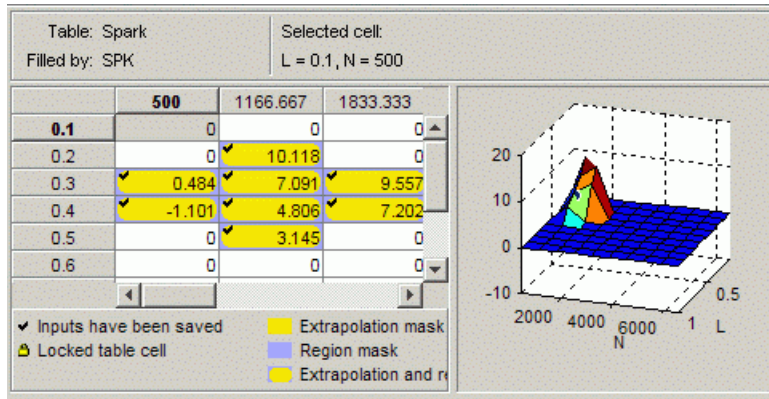 Table: Spark
Filled by: SPK
Selected cell:
L = 0.1, N = 500
500 1166.667 1833.333
0.1 0 0 0
0.2 0 10.118 0
0.3 0.484 7.091 9.557
0.4 -1.101 4.806 7.202
0.5 0 3.145 0
0.6 0 0 0
Inputs have been saved
Locked table cell
Extrapolation mask
Region mask
Extrapolation and re
20
10
0
-10
2000 4000 6000
N
1 0.5
L